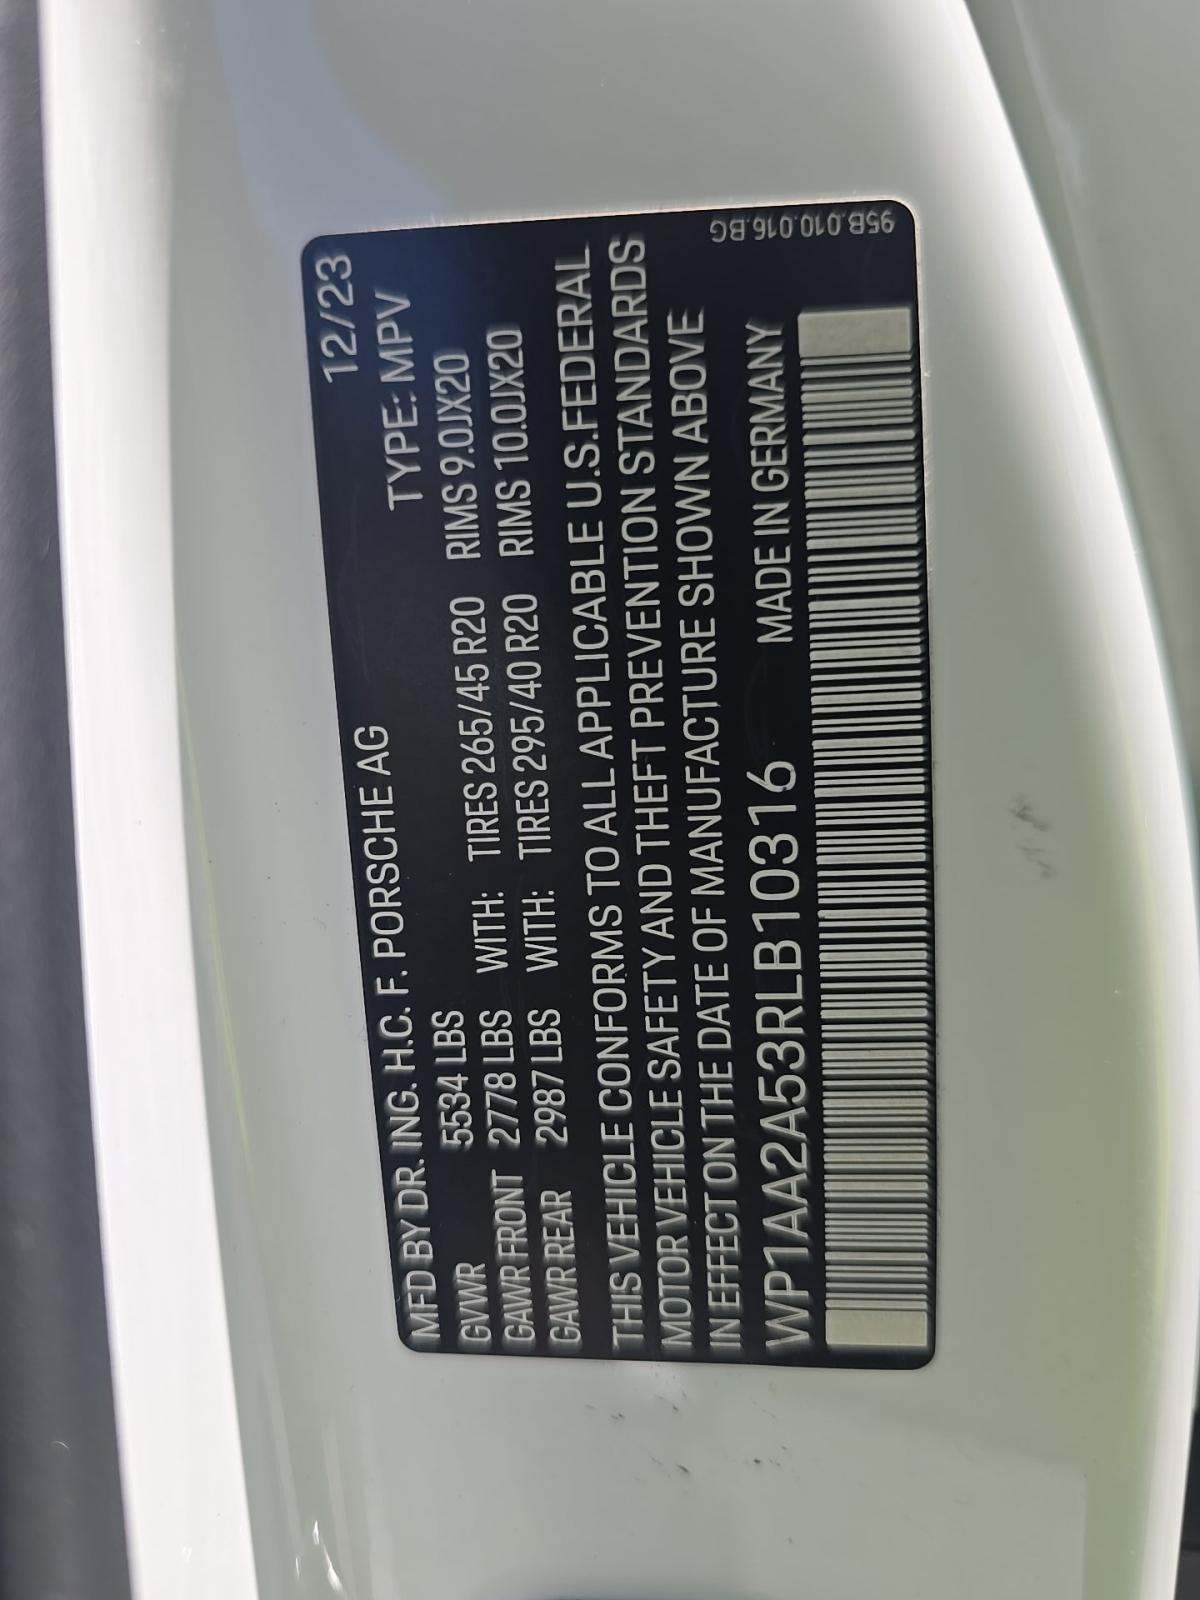 MFD BY DR. ING. H.C. F. PORSCHE AG 12/23
GVWR 5534 LBS TYPE: MPV
GAWR FRONT 2778 LBS WITH: TIRES 265/45 R20 RIMS 9.0JX20
GAWR REAR 2987 LBS WITH: TIRES 295/40 R20 RIMS 10.0JX20
THIS VEHICLE CONFORMS TO ALL APPLICABLE U.S.FEDERAL
MOTOR VEHICLE SAFETY AND THEFT PREVENTION STANDARDS
IN EFFECT ON THE DATE OF MANUFACTURE SHOWN ABOVE
WP1AA2A53RLB10316 MADE IN GERMANY
95B.010.016.BG